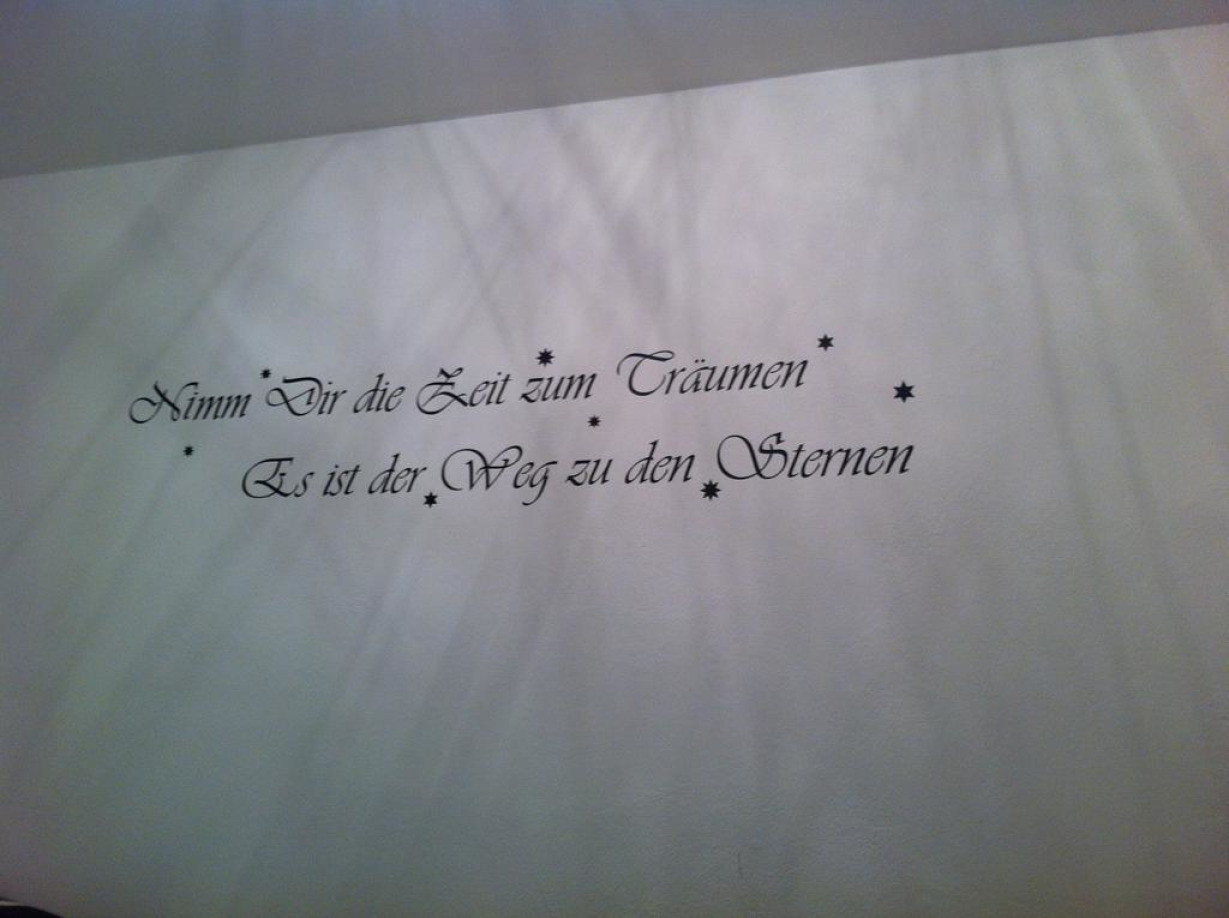 Nimm Dir die Zeit zum Träumen
Es ist der Weg zu den Sternen